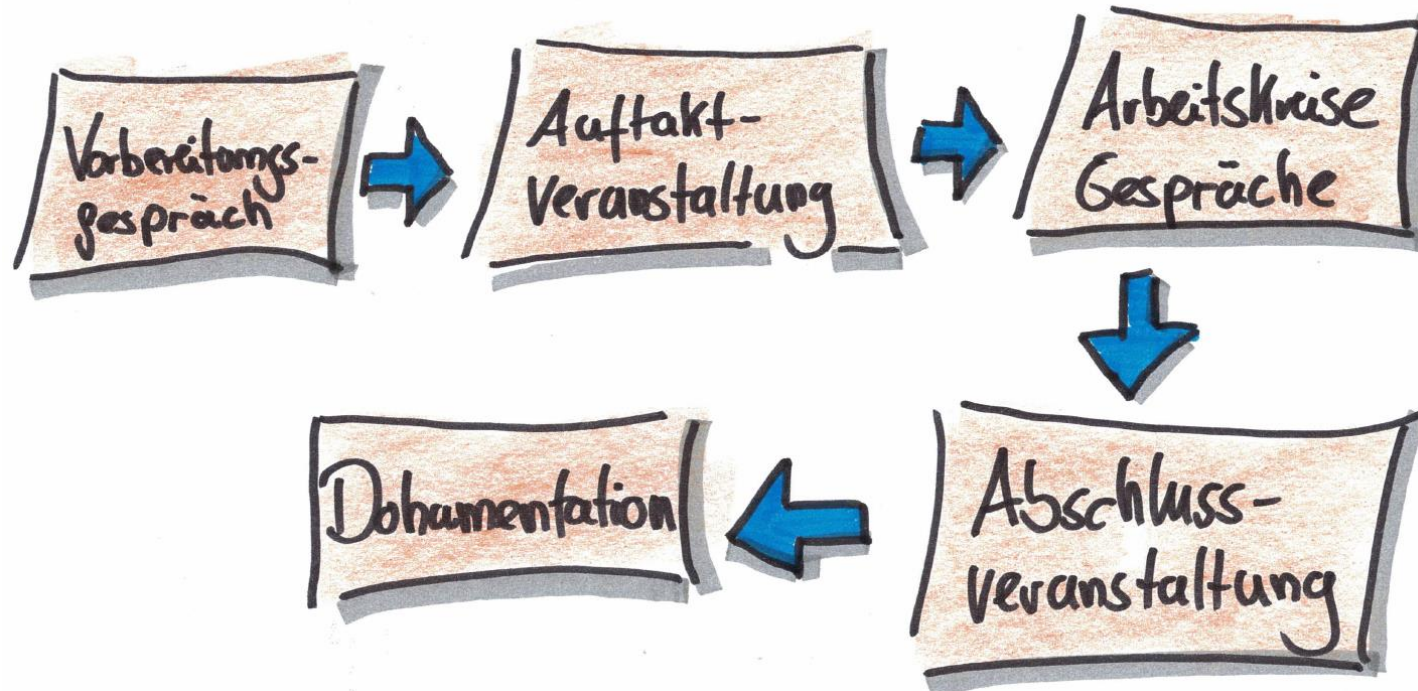 Vorbereitungs-
gespräch
Auftakt-
veranstaltung
Arbeitskreise
Gespräche
Abschluss-
veranstaltung
Dokumentation